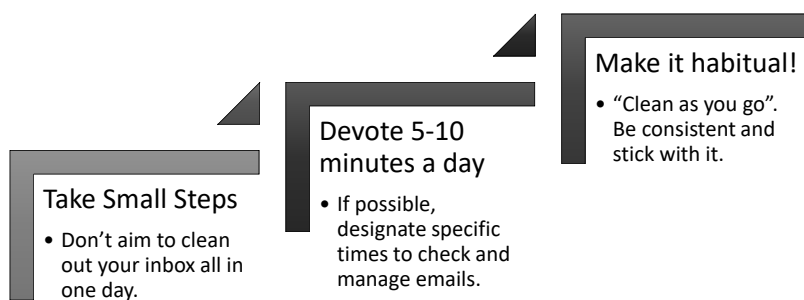 Take Small Steps
• Don’t aim to clean
out your inbox all in
one day.
Devote 5-10
minutes a day
• If possible,
designate specific
times to check and
manage emails.
Make it habitual!
• “Clean as you go”.
Be consistent and
stick with it.